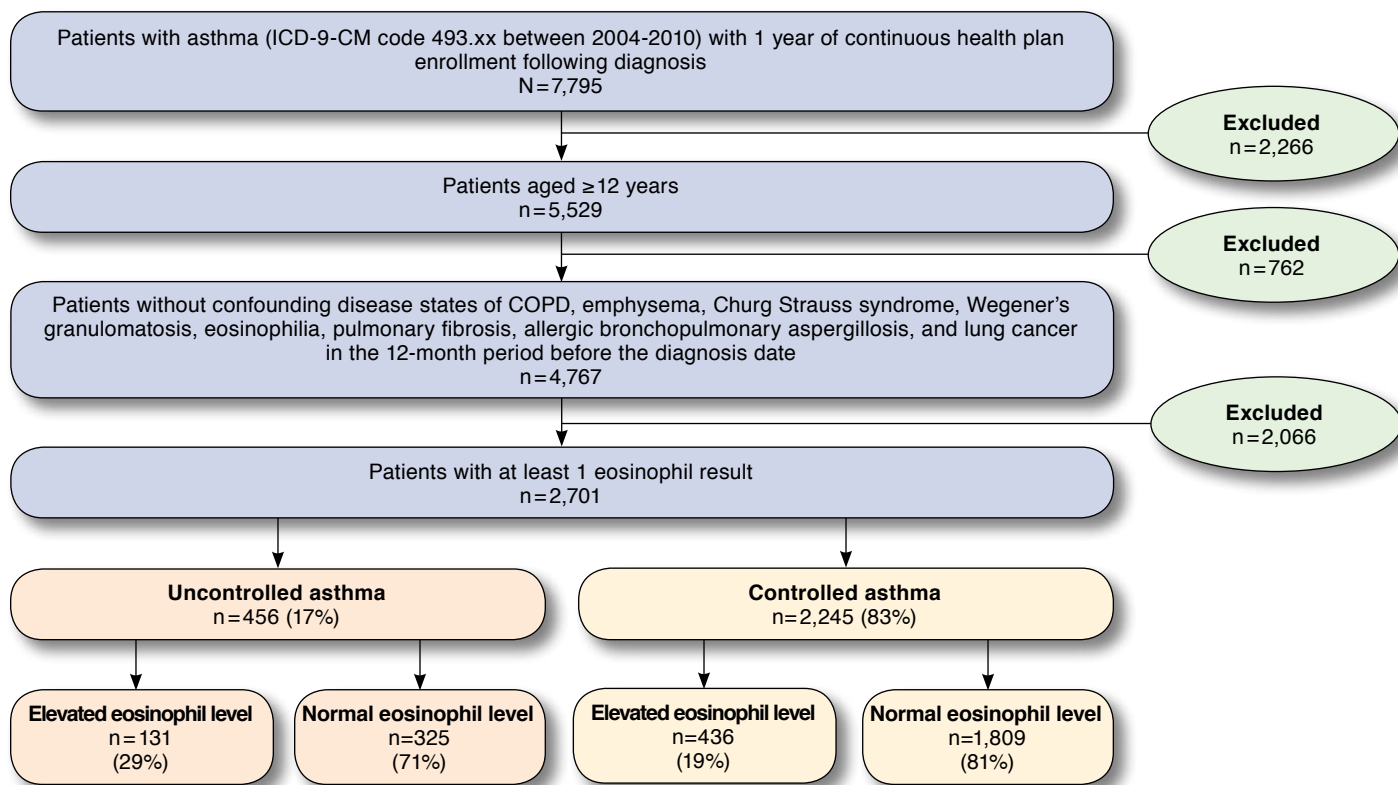 Patients with asthma (ICD-9-CM code 493.xx between 2004-2010) with 1 year of continuous health plan
enrollment following diagnosis
N=7,795
Excluded
n=2,266
Patients aged ≥12 years
n=5,529
Excluded
n=762
Patients without confounding disease states of COPD, emphysema, Churg Strauss syndrome, Wegener’s
granulomatosis, eosinophilia, pulmonary fibrosis, allergic bronchopulmonary aspergillosis, and lung cancer
in the 12-month period before the diagnosis date
n=4,767
Excluded
n=2,066
Patients with at least 1 eosinophil result
n=2,701
Uncontrolled asthma
n=456 (17%)
Controlled asthma
n=2,245 (83%)
Elevated eosinophil level
n=131
(29%)
Normal eosinophil level
n=325
(71%)
Elevated eosinophil level
n=436
(19%)
Normal eosinophil level
n=1,809
(81%)